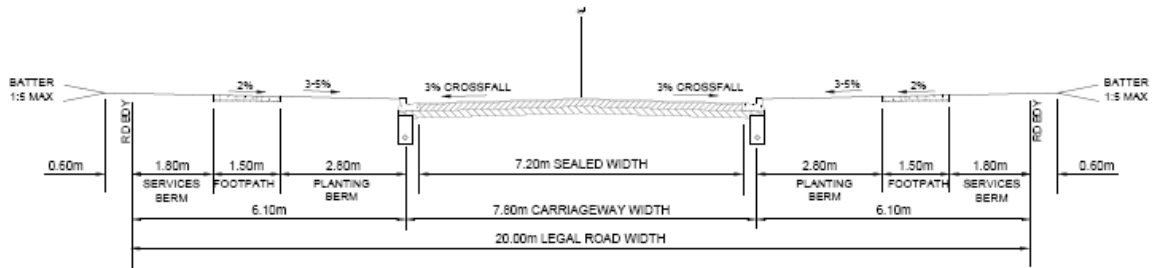 ℄
BATTER
1:5 MAX
2%
3-5%
3% CROSSFALL
3% CROSSFALL
3-5%
2%
BATTER
1:5 MAX
RD BDY
RD BDY
0.60m
1.80m
1.50m
2.80m
7.20m SEALED WIDTH
2.80m
1.50m
1.80m
0.60m
SERVICES
BERM
FOOTPATH
PLANTING
BERM
PLANTING
BERM
FOOTPATH
SERVICES
BERM
6.10m
7.80m CARRIAGEWAY WIDTH
6.10m
20.00m LEGAL ROAD WIDTH